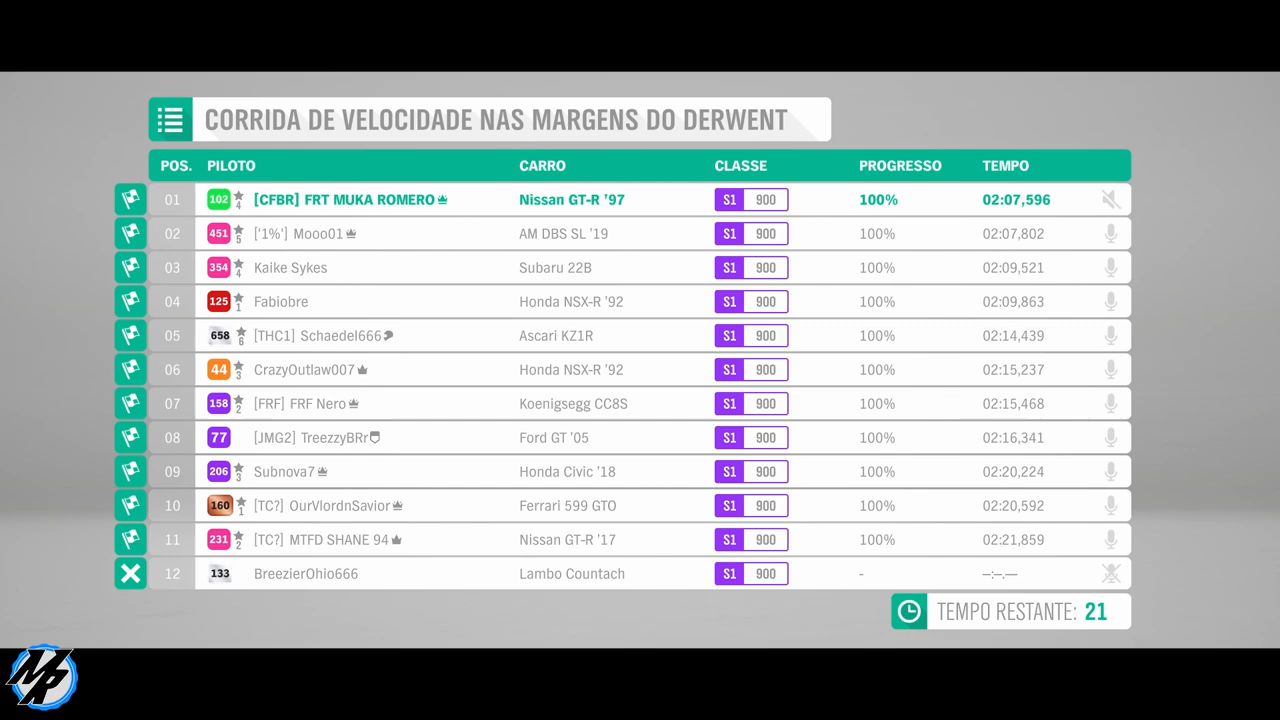 CORRIDA DE VELOCIDADE NAS MARGENS DO DERWENT
POS. PILOTO CARRO CLASSE PROGRESSO TEMPO
01 102 4 [CFBR] FRT MUKA ROMERO Nissan GT-R '97 S1 900 100% 02:07,596
02 451 5 ['1%'] Mooo01 AM DBS SL '19 S1 900 100% 02:07,802
03 354 4 Kaike Sykes Subaru 22B S1 900 100% 02:09,521
04 125 1 Fabiobre Honda NSX-R '92 S1 900 100% 02:09,863
05 658 6 [THC1] Schaedel666 Ascari KZ1R S1 900 100% 02:14,439
06 44 3 CrazyOutlaw007 Honda NSX-R '92 S1 900 100% 02:15,237
07 158 2 [FRF] FRF Nero Koenigsegg CC8S S1 900 100% 02:15,468
08 77 [JMG2] TreezzyBRr Ford GT '05 S1 900 100% 02:16,341
09 206 3 Subnova7 Honda Civic '18 S1 900 100% 02:20,224
10 160 1 [TC?] OurVlordnSavior Ferrari 599 GTO S1 900 100% 02:20,592
11 231 2 [TC?] MTFD SHANE 94 Nissan GT-R '17 S1 900 100% 02:21,859
12 133 BreezierOhio666 Lambo Countach S1 900 - --:--.---
TEMPO RESTANTE: 21